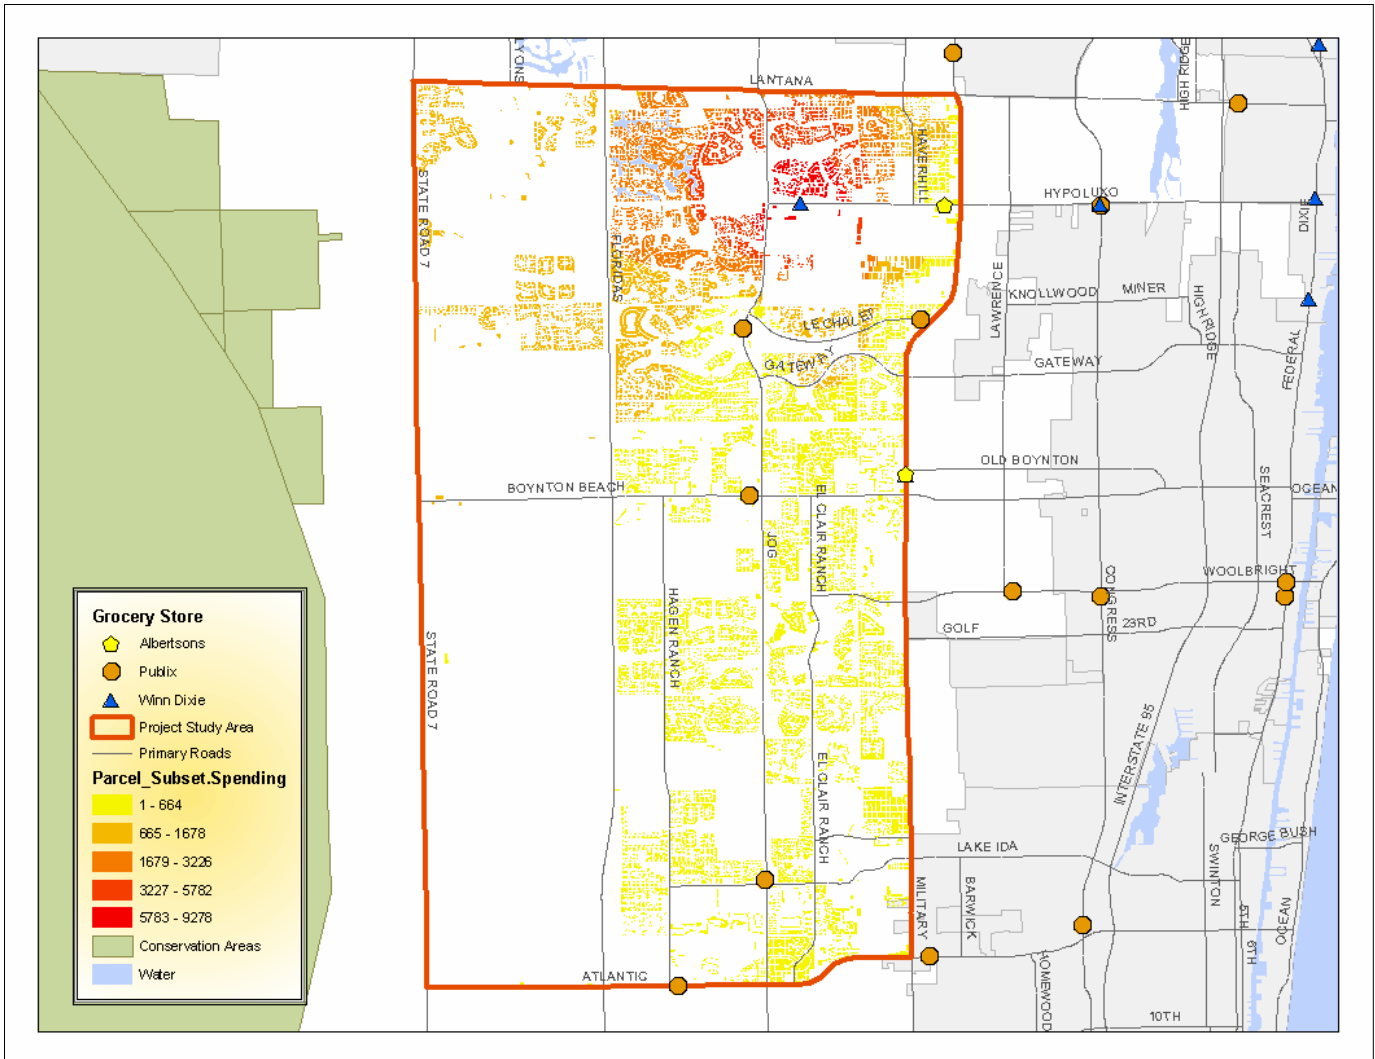 LYONS
LANTANA
HIGH RIDGE
HAVERHILL
STATE ROAD 7
HYPOLUXO
DIXIE
FLORIDAS
LAWRENCE
KNOLLWOOD
MINER
HIGH RIDGE
LE CHALET
GATEWAY
GATEWAY
FEDERAL
OLD BOYNTON
BOYNTON BEACH
EL CLAIR RANCH
SEACREST
OCEAN
JOG
WOOLBRIGHT
HAGEN RANCH
CONGRESS
GOLF
23RD
STATE ROAD 7
INTERSTATE 95
EL CLAIR RANCH
GEORGE BUSH
LAKE IDA
SWINTON
MILITARY
BARWICK
5TH
6TH
OCEAN
ATLANTIC
HOMEWOOD
10TH
Grocery Store
Albertsons
Publix
Winn Dixie
Project Study Area
Primary Roads
Parcel_Subset.Spending
1 - 664
665 - 1678
1679 - 3226
3227 - 5782
5783 - 9278
Conservation Areas
Water